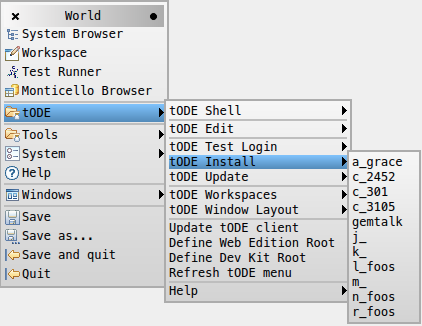 World
System Browser
Workspace
Test Runner
Monticello Browser
tODE
Tools
System
Help
Windows
Save
Save as...
Save and quit
Quit
tODE Shell
tODE Edit
tODE Test Login
tODE Install
tODE Update
tODE Workspaces
tODE Window Layout
Update tODE client
Define Web Edition Root
Define Dev Kit Root
Refresh tODE menu
Help
a_grace
c_2452
c_301
c_3105
gemtalk
j_
k_
l_foos
m_
n_foos
r_foos